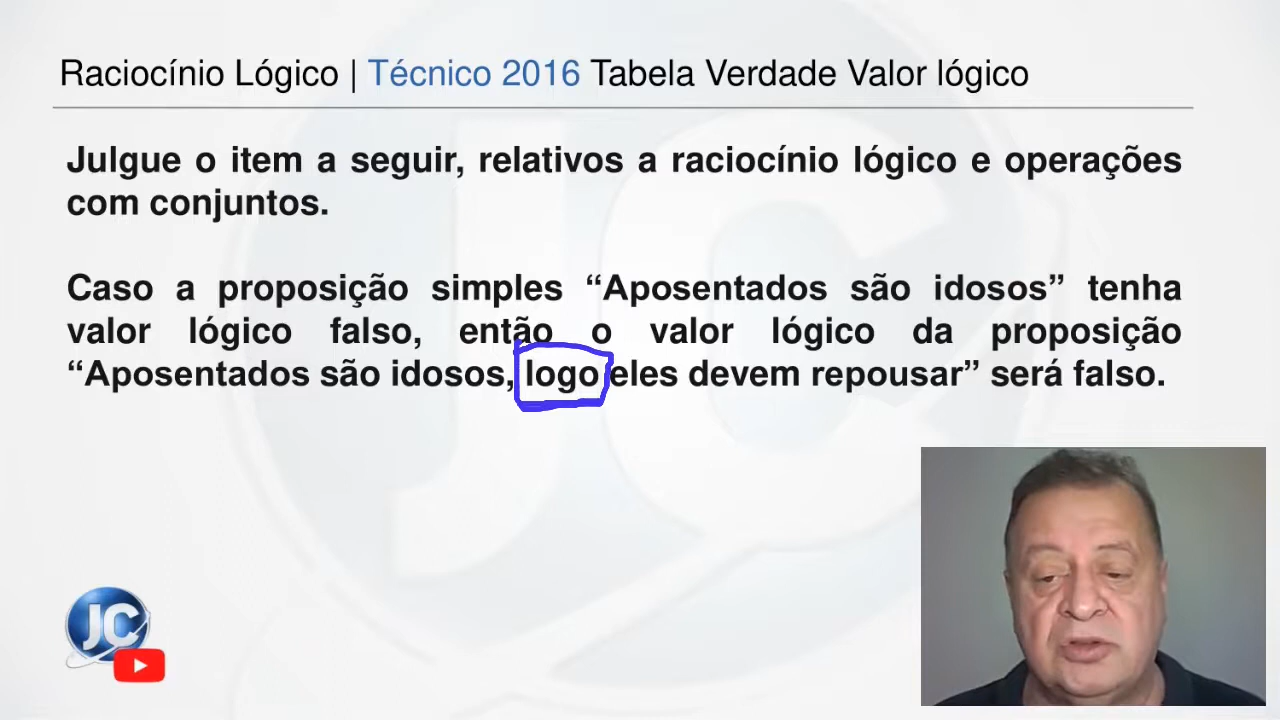 Raciocínio Lógico | Técnico 2016 Tabela Verdade Valor lógico
Julgue o item a seguir, relativos a raciocínio lógico e operações
com conjuntos.
Caso a proposição simples “Aposentados são idosos” tenha
valor lógico falso, então o valor lógico da proposição
“Aposentados são idosos, logo eles devem repousar” será falso.
JC